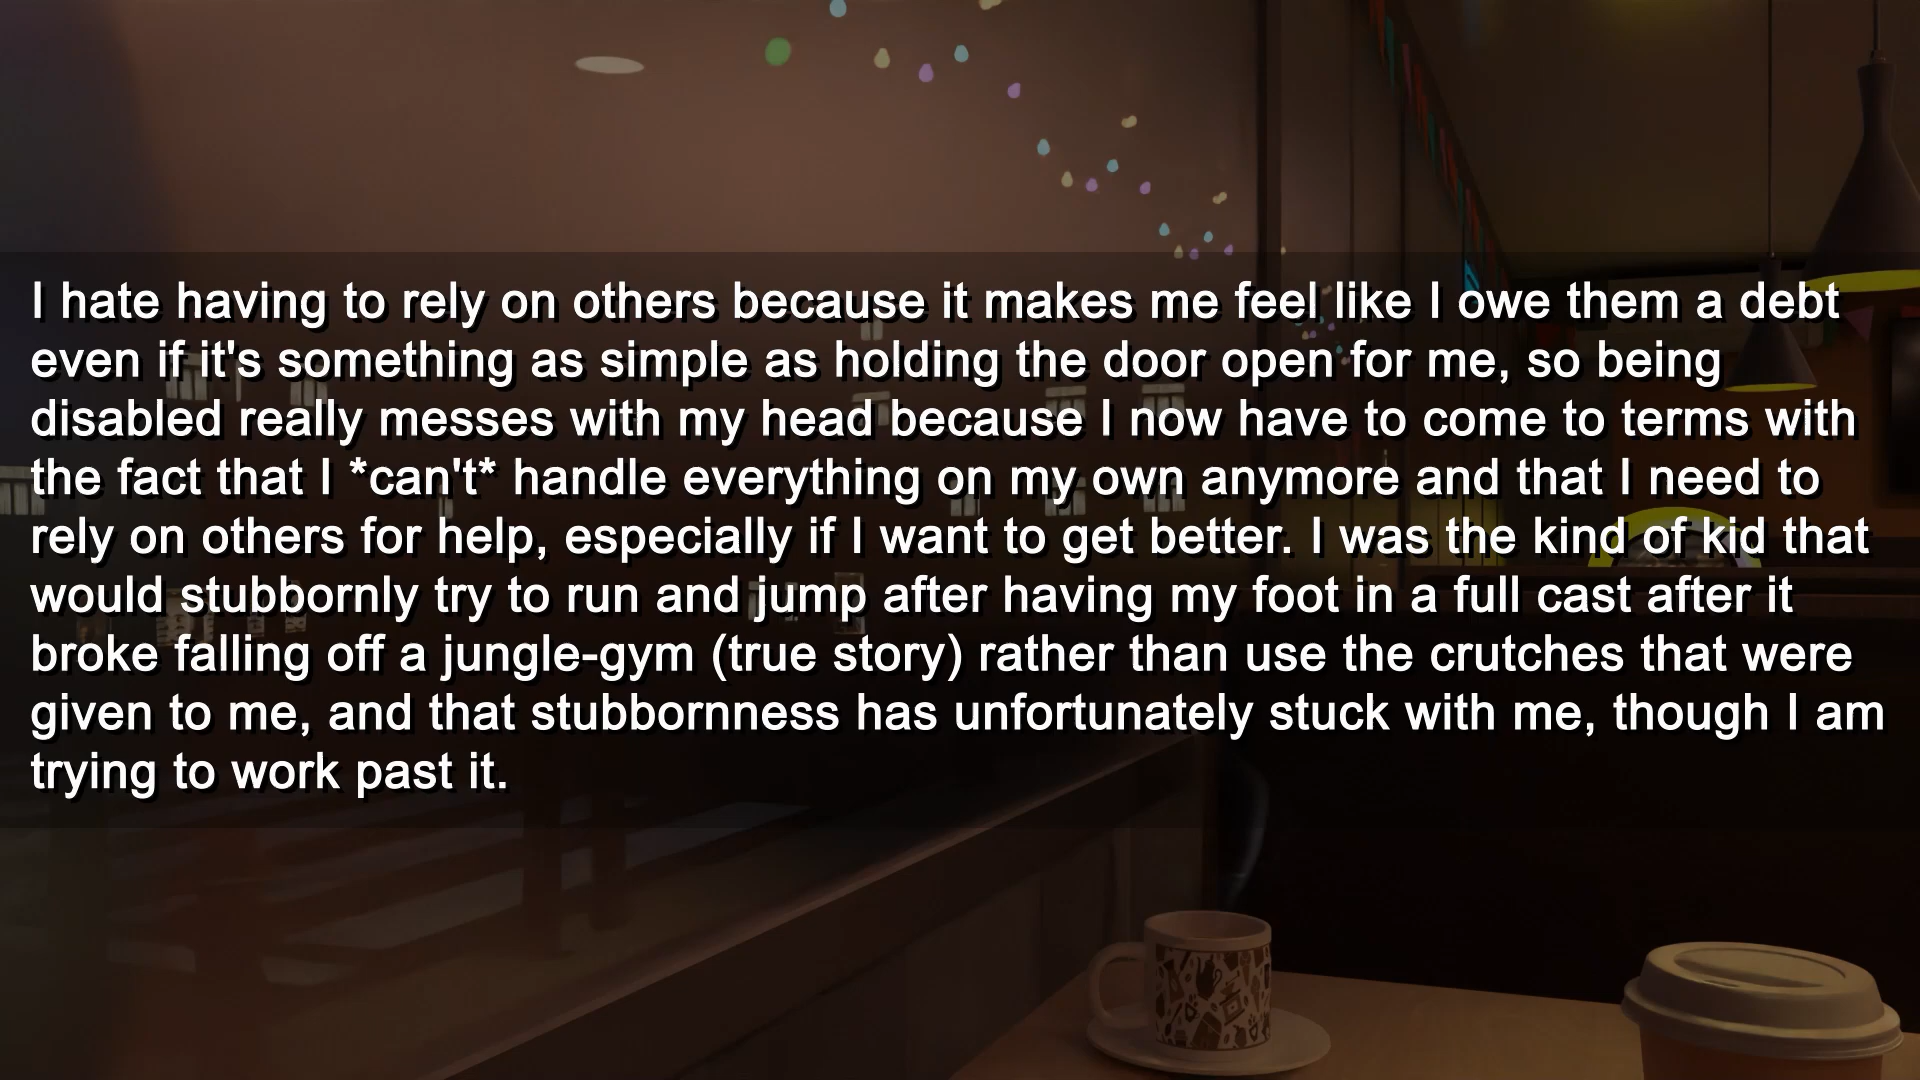 I hate having to rely on others because it makes me feel like I owe them a debt
even if it's something as simple as holding the door open for me, so being
disabled really messes with my head because I now have to come to terms with
the fact that I *can't* handle everything on my own anymore and that I need to
rely on others for help, especially if I want to get better. I was the kind of kid that
would stubbornly try to run and jump after having my foot in a full cast after it
broke falling off a jungle-gym (true story) rather than use the crutches that were
given to me, and that stubbornness has unfortunately stuck with me, though I am
trying to work past it.